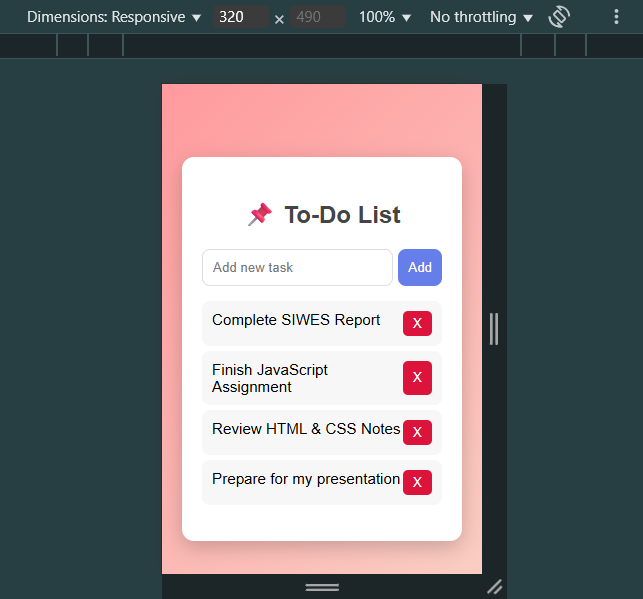 Dimensions: Responsive ▼ 320 × 490 100% ▼ No throttling ▼
📌 To-Do List
Add new task Add
Complete SIWES Report X
Finish JavaScript
Assignment X
Review HTML & CSS Notes X
Prepare for my presentation X